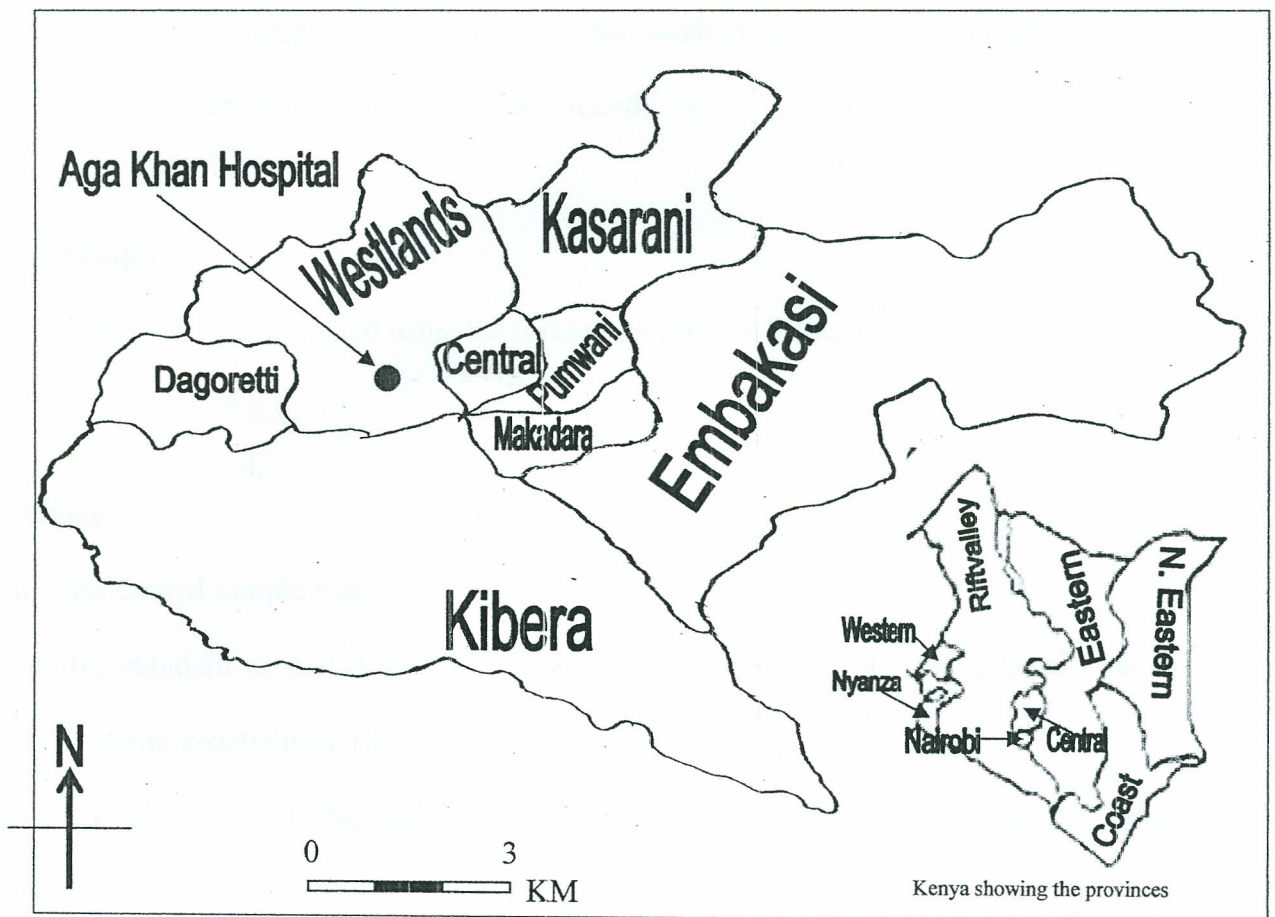 Aga Khan Hospital
Westlands
Kasarani
Dagoretti
Central
Pumwani
Makadara
Embakasi
Kibera
N
0 3
KM
Riftvalley
Eastern
N. Eastern
Western
Nyanza
Nairobi
Central
Coast
Kenya showing the provinces